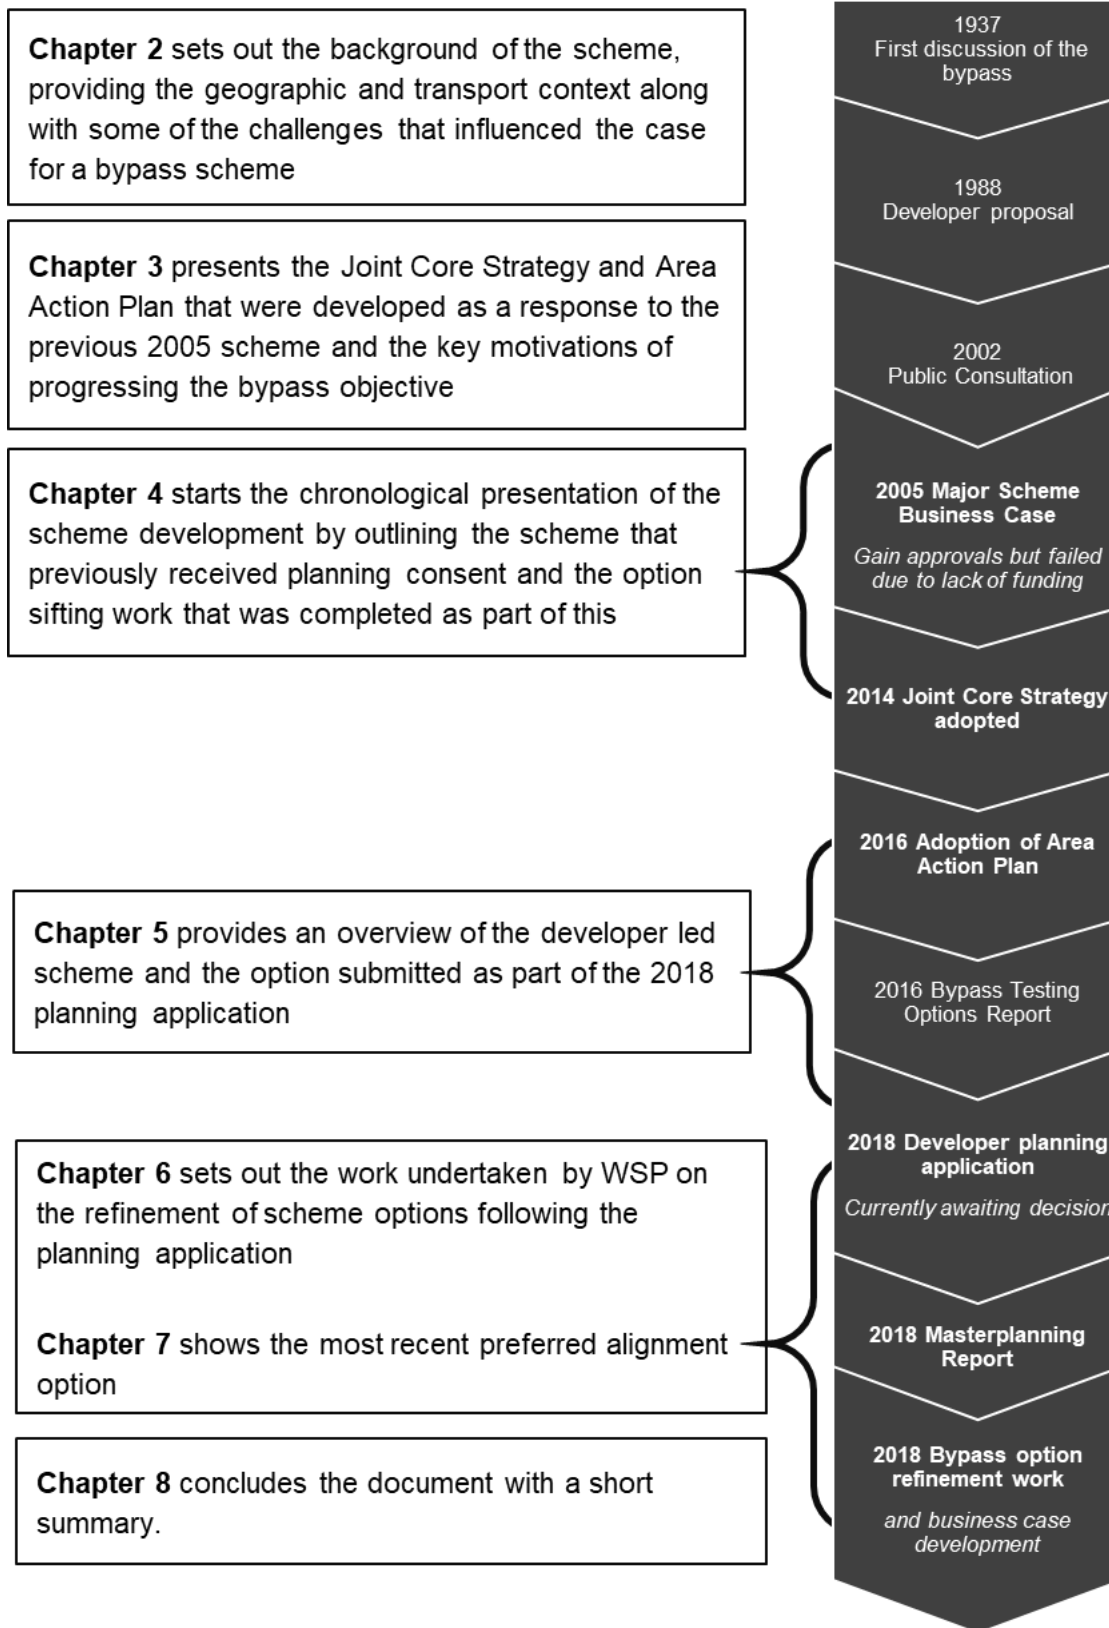 Chapter 2 sets out the background of the scheme,
providing the geographic and transport context along
with some of the challenges that influenced the case
for a bypass scheme
Chapter 3 presents the Joint Core Strategy and Area
Action Plan that were developed as a response to the
previous 2005 scheme and the key motivations of
progressing the bypass objective
Chapter 4 starts the chronological presentation of the
scheme development by outlining the scheme that
previously received planning consent and the option
sifting work that was completed as part of this
Chapter 5 provides an overview of the developer led
scheme and the option submitted as part of the 2018
planning application
Chapter 6 sets out the work undertaken by WSP on
the refinement of scheme options following the
planning application
Chapter 7 shows the most recent preferred alignment
option
Chapter 8 concludes the document with a short
summary.
1937
First discussion of the
bypass
1988
Developer proposal
2002
Public Consultation
2005 Major Scheme
Business Case
Gain approvals but failed
due to lack of funding
2014 Joint Core Strategy
adopted
2016 Adoption of Area
Action Plan
2016 Bypass Testing
Options Report
2018 Developer planning
application
Currently awaiting decision
2018 Masterplanning
Report
2018 Bypass option
refinement work
and business case
development